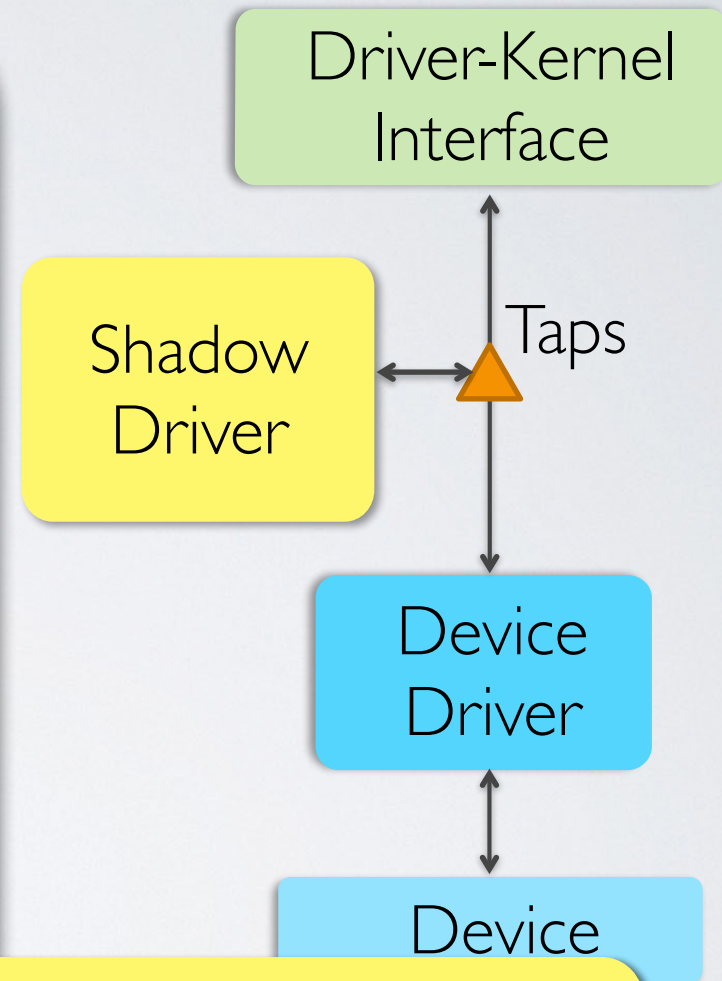 Driver-Kernel
Interface
Taps
Shadow
Driver
Device
Driver
Device